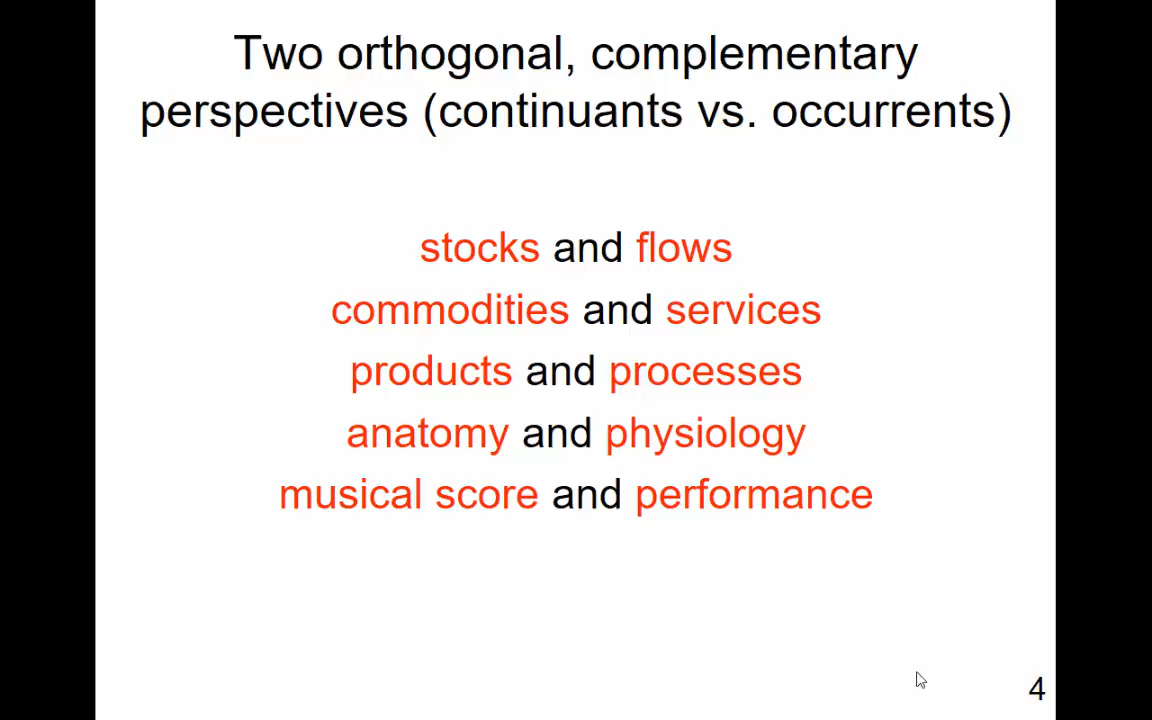 Two orthogonal, complementary
perspectives (continuants vs. occurrents)
stocks and flows
commodities and services
products and processes
anatomy and physiology
musical score and performance
4